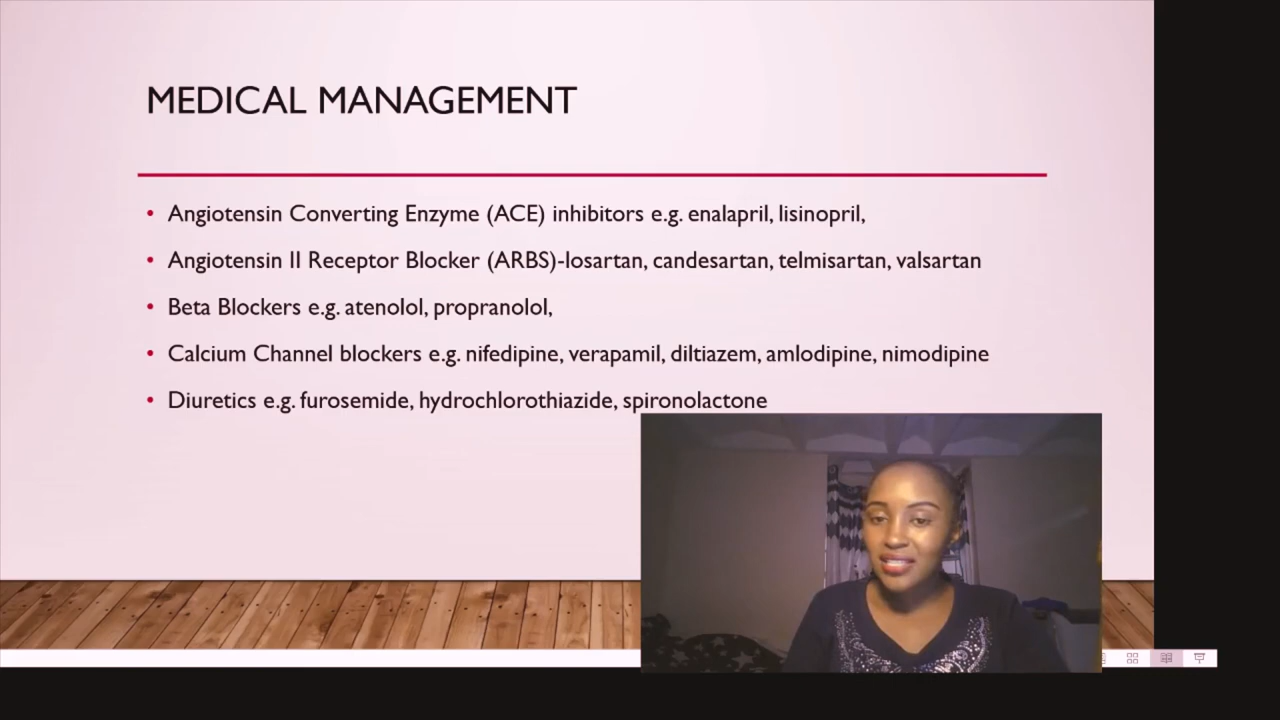 MEDICAL MANAGEMENT
• Angiotensin Converting Enzyme (ACE) inhibitors e.g. enalapril, lisinopril,
• Angiotensin II Receptor Blocker (ARBS)-losartan, candesartan, telmisartan, valsartan
• Beta Blockers e.g. atenolol, propranolol,
• Calcium Channel blockers e.g. nifedipine, verapamil, diltiazem, amlodipine, nimodipine
• Diuretics e.g. furosemide, hydrochlorothiazide, spironolactone